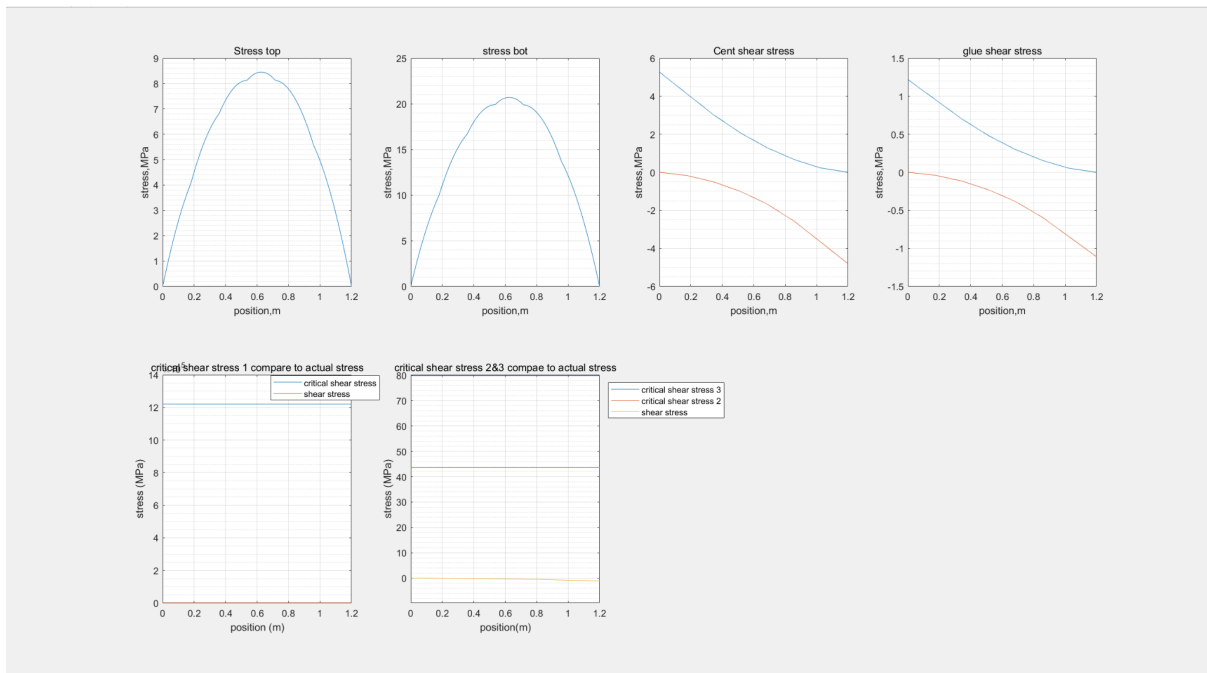 Stress top
9
8
7
6
5
4
3
2
1
0
stress,MPa
0 0.2 0.4 0.6 0.8 1 1.2
position,m
stress bot
25
20
15
10
5
0
stress,MPa
0 0.2 0.4 0.6 0.8 1 1.2
position,m
Cent shear stress
6
4
2
0
-2
-4
-6
stress,MPa
0 0.2 0.4 0.6 0.8 1 1.2
position,m
glue shear stress
1.5
1
0.5
0
-0.5
-1
-1.5
stress,MPa
0 0.2 0.4 0.6 0.8 1 1.2
position,m
critical shear stress 1 compare to actual stress
critical shear stress
shear stress
14
12
10
8
6
4
2
0
stress (MPa)
0 0.2 0.4 0.6 0.8 1 1.2
position (m)
critical shear stress 2&3 compae to actual stress
critical shear stress 3
critical shear stress 2
shear stress
80
70
60
50
40
30
20
10
0
stress (MPa)
0 0.2 0.4 0.6 0.8 1 1.2
position(m)